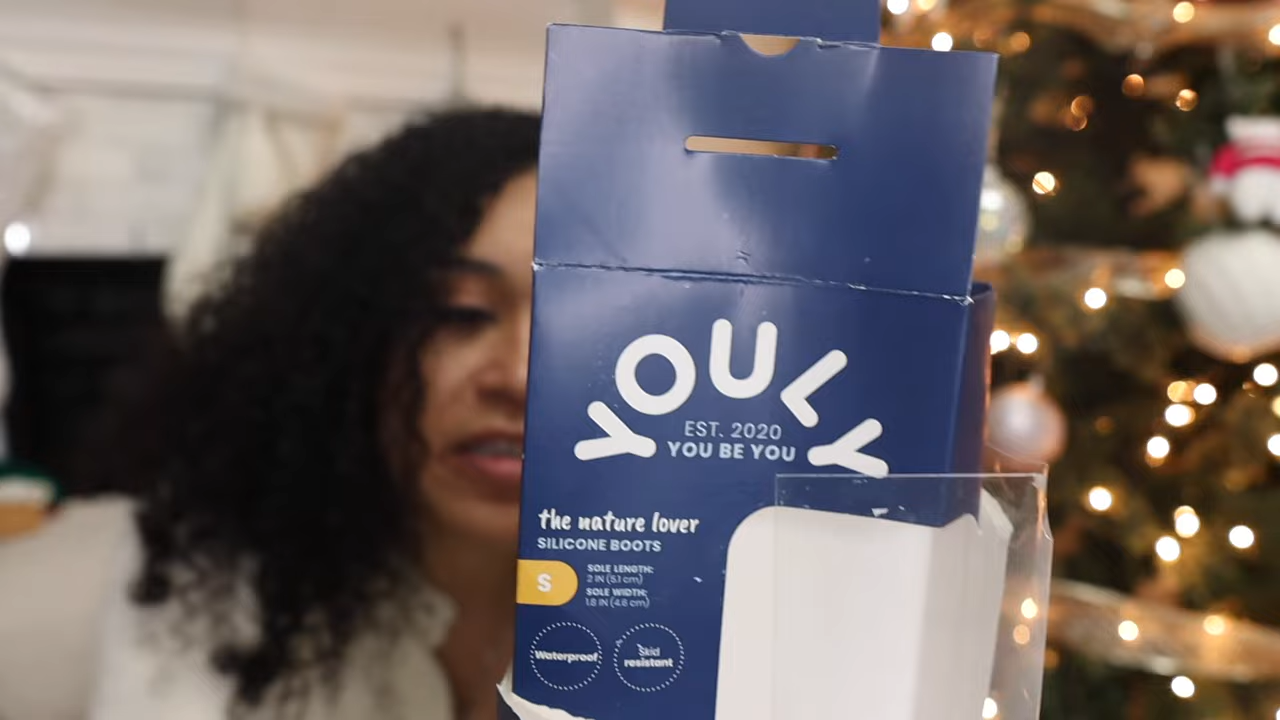 YOULY
EST. 2020
YOU BE YOU
the nature lover
SILICONE BOOTS
S
SOLE LENGTH:
2 IN (5.1 cm)
SOLE WIDTH:
1.8 IN (4.6 cm)
Waterproof
Skid
resistant